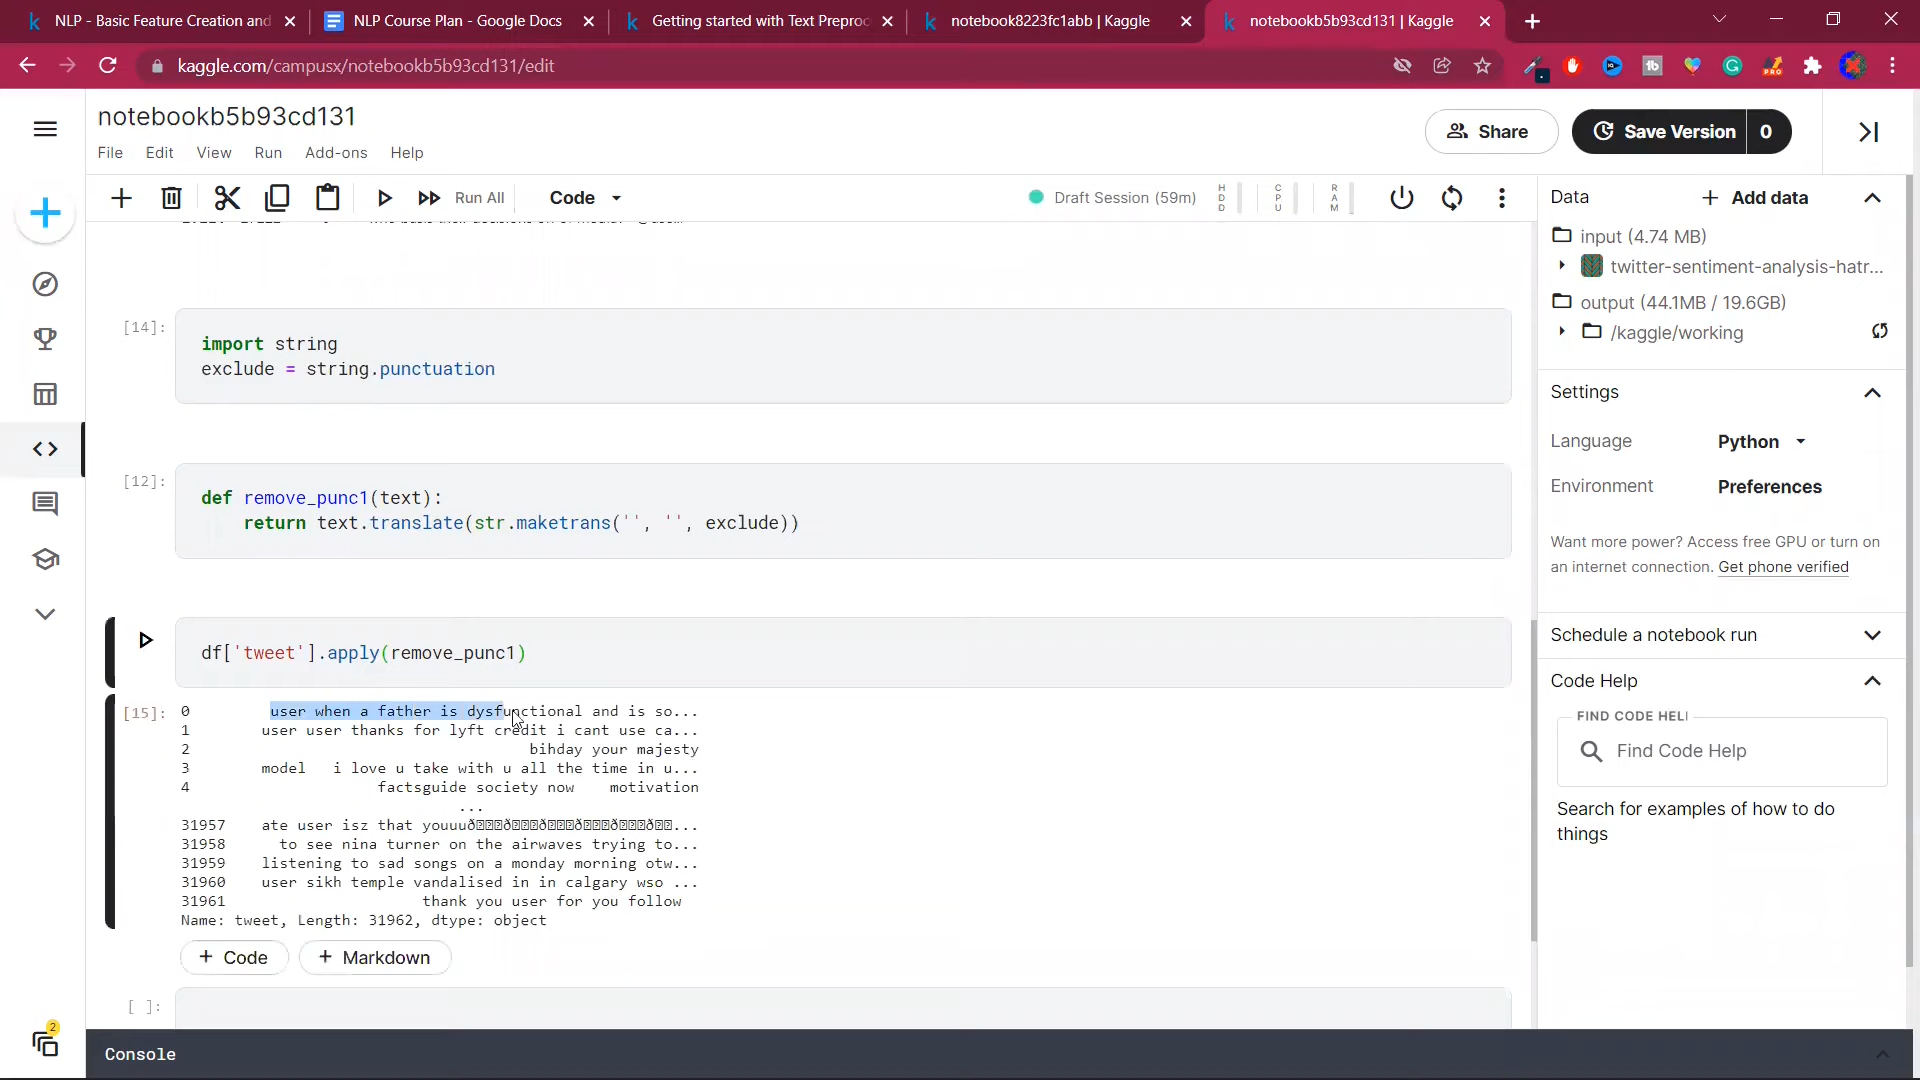 NLP - Basic Feature Creation and
NLP Course Plan - Google Docs
Getting started with Text Preproc
notebook8223fc1abb | Kaggle
notebookb5b93cd131 | Kaggle
kaggle.com/campusx/notebookb5b93cd131/edit
notebookb5b93cd131
File Edit View Run Add-ons Help
Share
Save Version 0
Run All Code
Draft Session (59m)
HDD CPU RAM
[14]:
import string
exclude = string.punctuation
[12]:
def remove_punc1(text):
    return text.translate(str.maketrans('', '', exclude))
df['tweet'].apply(remove_punc1)
[15]: 0 user when a father is dysfunctional and is so...
1 user user thanks for lyft credit i cant use ca...
2 bihday your majesty
3 model i love u take with u all the time in u...
4 factsguide society now motivation
...
31957 ate user isz that youuu...
31958 to see nina turner on the airwaves trying to...
31959 listening to sad songs on a monday morning otw...
31960 user sikh temple vandalised in in calgary wso ...
31961 thank you user for you follow
Name: tweet, Length: 31962, dtype: object
+ Code + Markdown
[ ]:
Console
2
Data + Add data
input (4.74 MB)
twitter-sentiment-analysis-hatr...
output (44.1MB / 19.6GB)
/kaggle/working
Settings
Language Python
Environment Preferences
Want more power? Access free GPU or turn on
an internet connection. Get phone verified
Schedule a notebook run
Code Help
FIND CODE HEL
Find Code Help
Search for examples of how to do
things